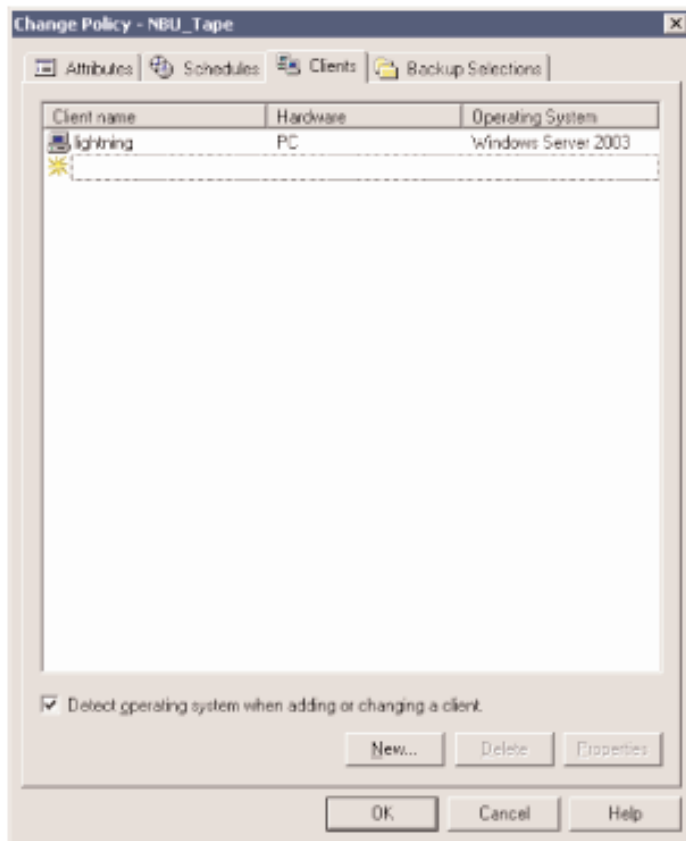 Change Policy - NBU_Tape
Attributes Schedules Clients Backup Selections
Client name Hardware Operating System
lightning PC Windows Server 2003
Detect operating system when adding or changing a client.
New... Delete Properties
OK Cancel Help